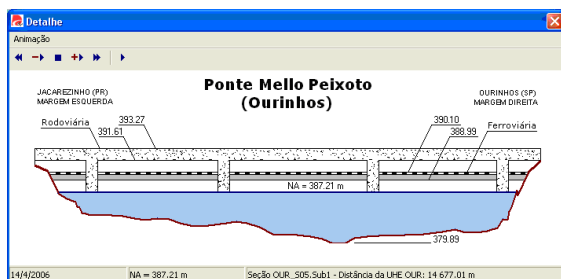 Detalhe
Animação
Ponte Mello Peixoto
(Ourinhos)
JACAREZINHO (PR)
MARGEM ESQUERDA
OURINHOS (SP)
MARGEM DIREITA
Rodoviária
393.27
391.61
390.10
388.99
Ferroviária
NA = 387.21 m
379.89
14/4/2006
NA = 387.21 m
Seção OUR_S05.Sub1 - Distância da UHE OUR: 14 677.01 m